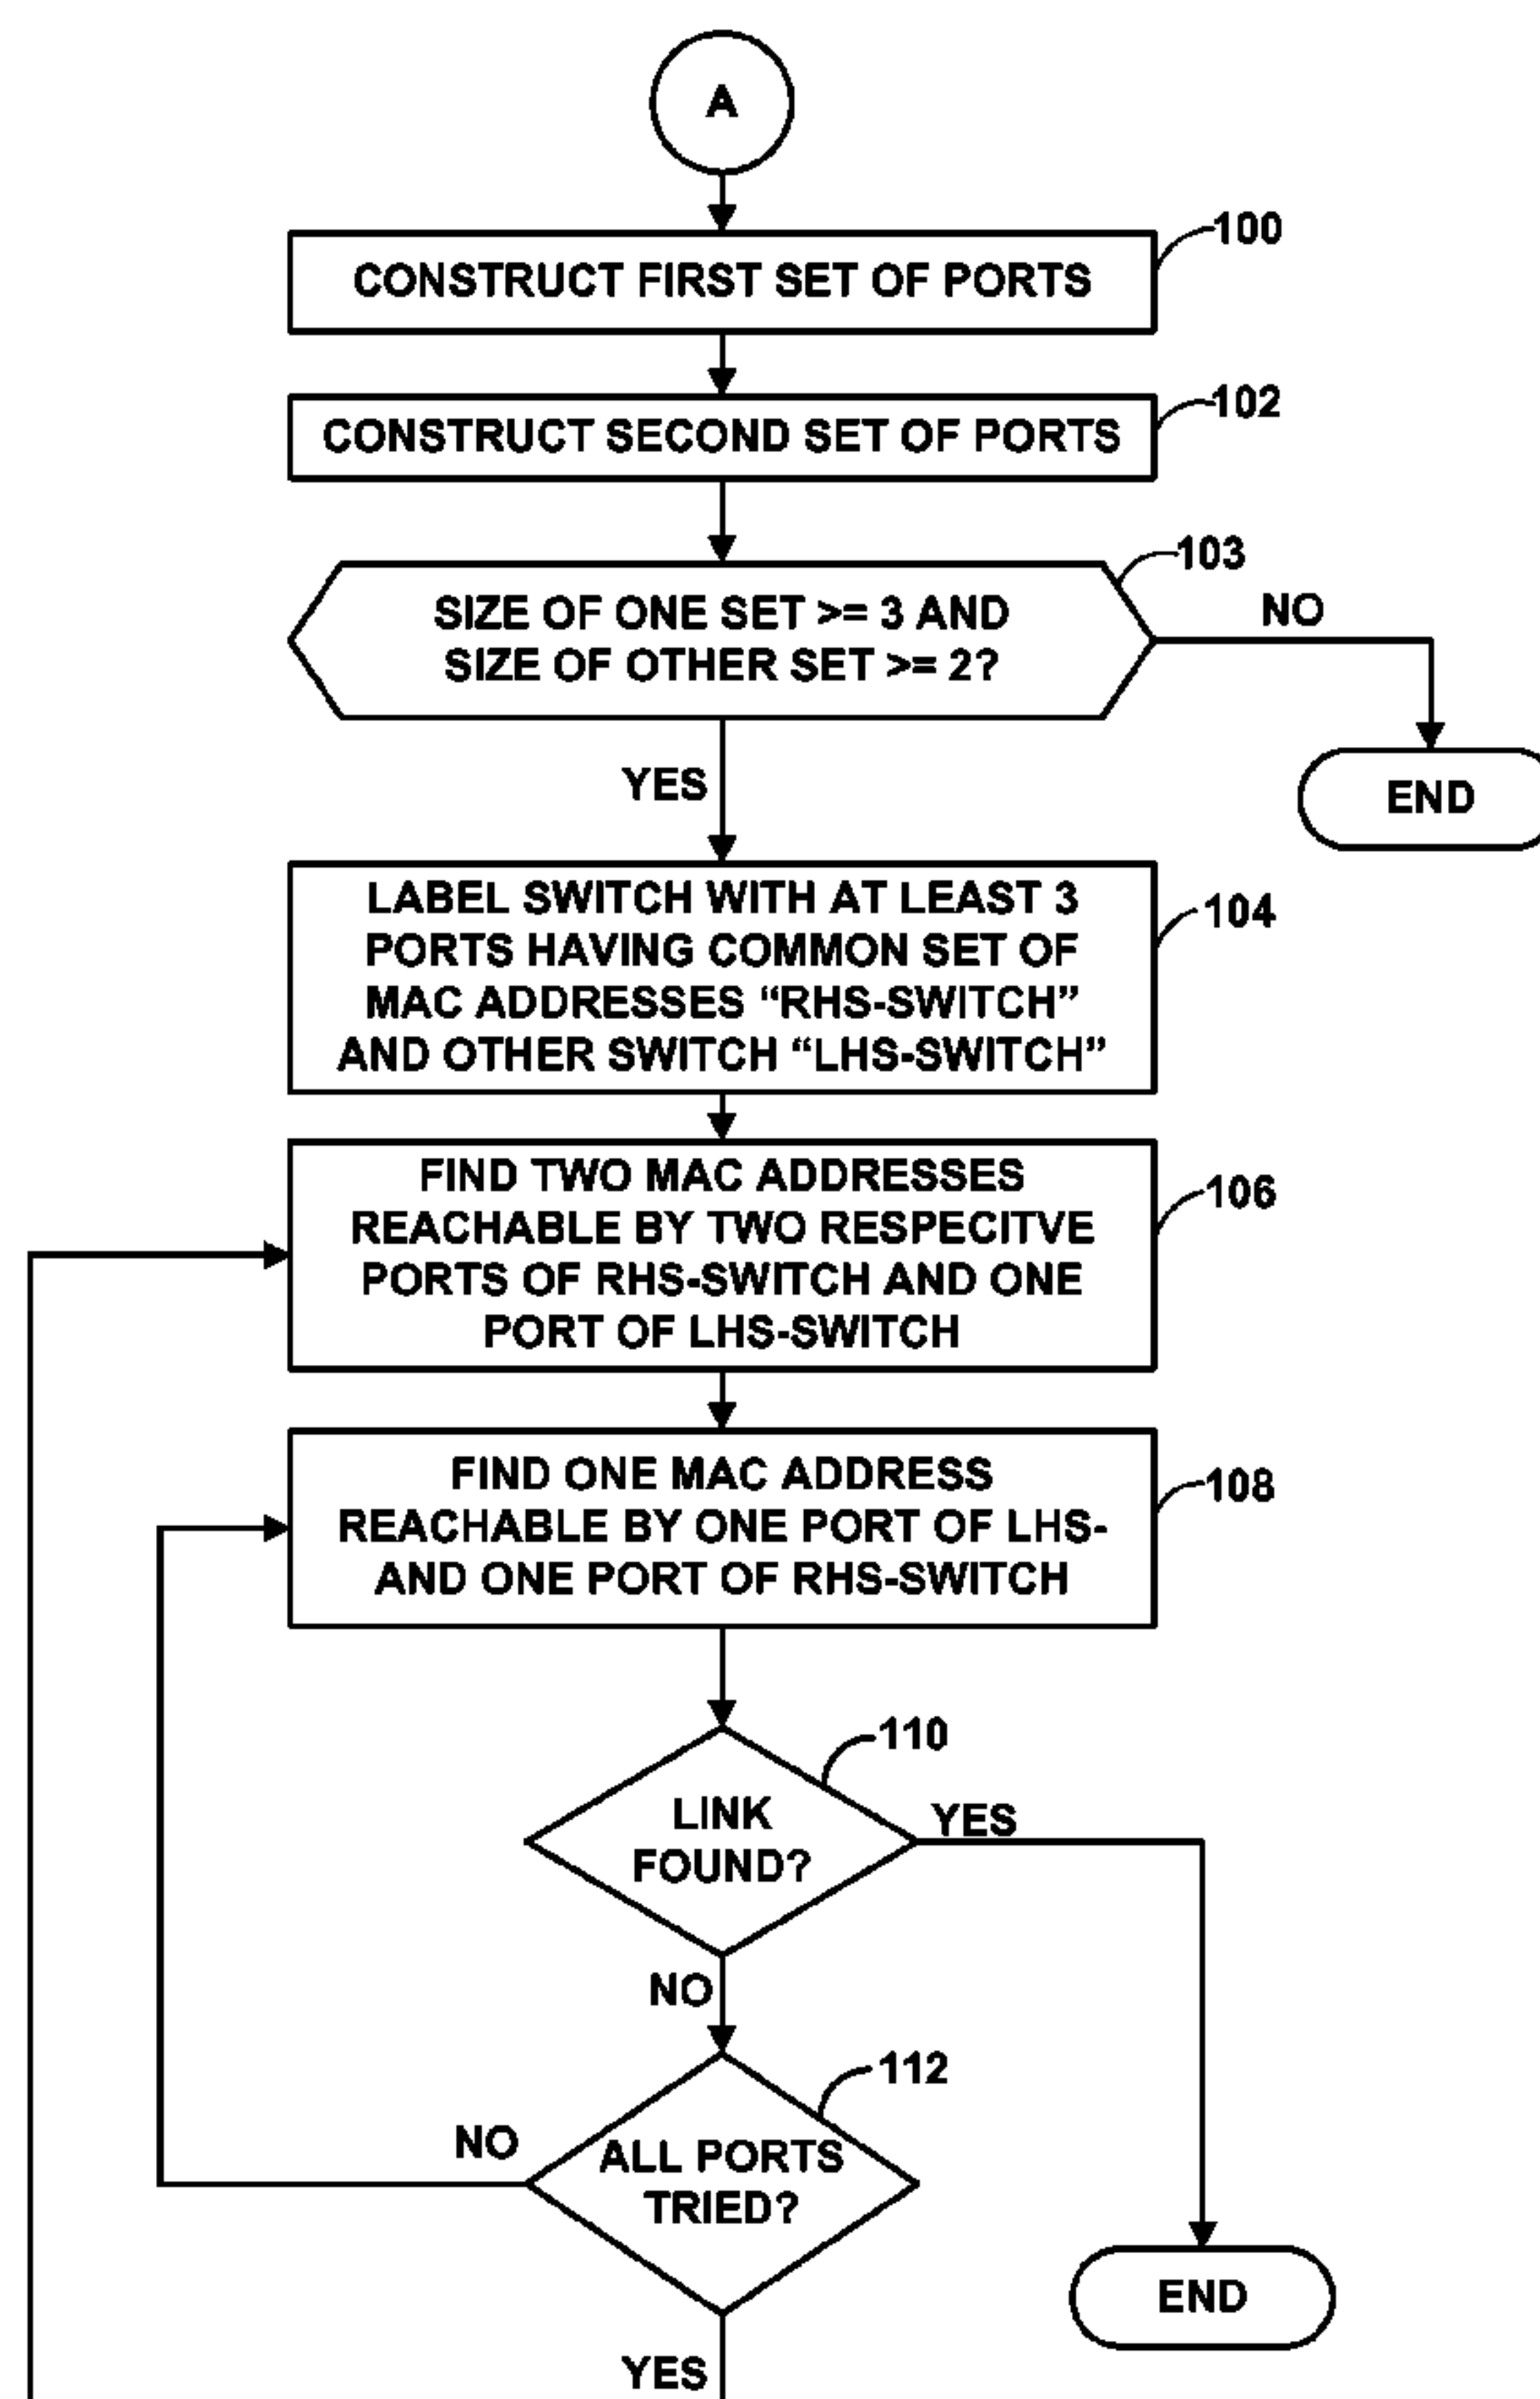 A
100
CONSTRUCT FIRST SET OF PORTS
102
CONSTRUCT SECOND SET OF PORTS
103
SIZE OF ONE SET >= 3 AND
SIZE OF OTHER SET >= 2?
NO
END
YES
LABEL SWITCH WITH AT LEAST 3
PORTS HAVING COMMON SET OF
MAC ADDRESSES “RHS-SWITCH”
AND OTHER SWITCH “LHS-SWITCH”
104
FIND TWO MAC ADDRESSES
REACHABLE BY TWO RESPECITVE
PORTS OF RHS-SWITCH AND ONE
PORT OF LHS-SWITCH
106
FIND ONE MAC ADDRESS
REACHABLE BY ONE PORT OF LHS-
AND ONE PORT OF RHS-SWITCH
108
110
LINK
FOUND?
YES
NO
112
ALL PORTS
TRIED?
NO
END
YES